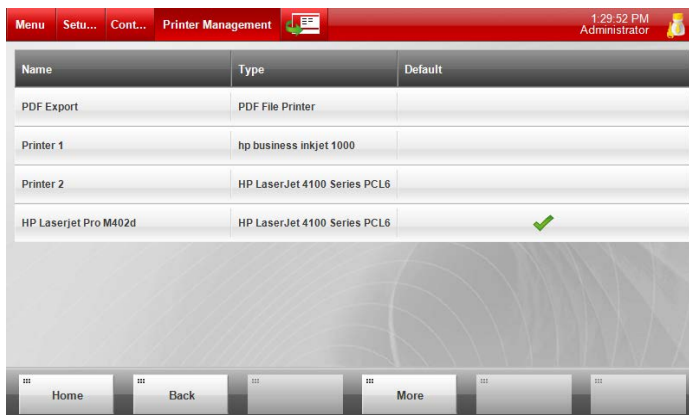 Menu Setu... Cont... Printer Management 1:29:52 PM
Administrator
Name Type Default
PDF Export PDF File Printer
Printer 1 hp business inkjet 1000
Printer 2 HP LaserJet 4100 Series PCL6
HP Laserjet Pro M402d HP LaserJet 4100 Series PCL6
Home Back More